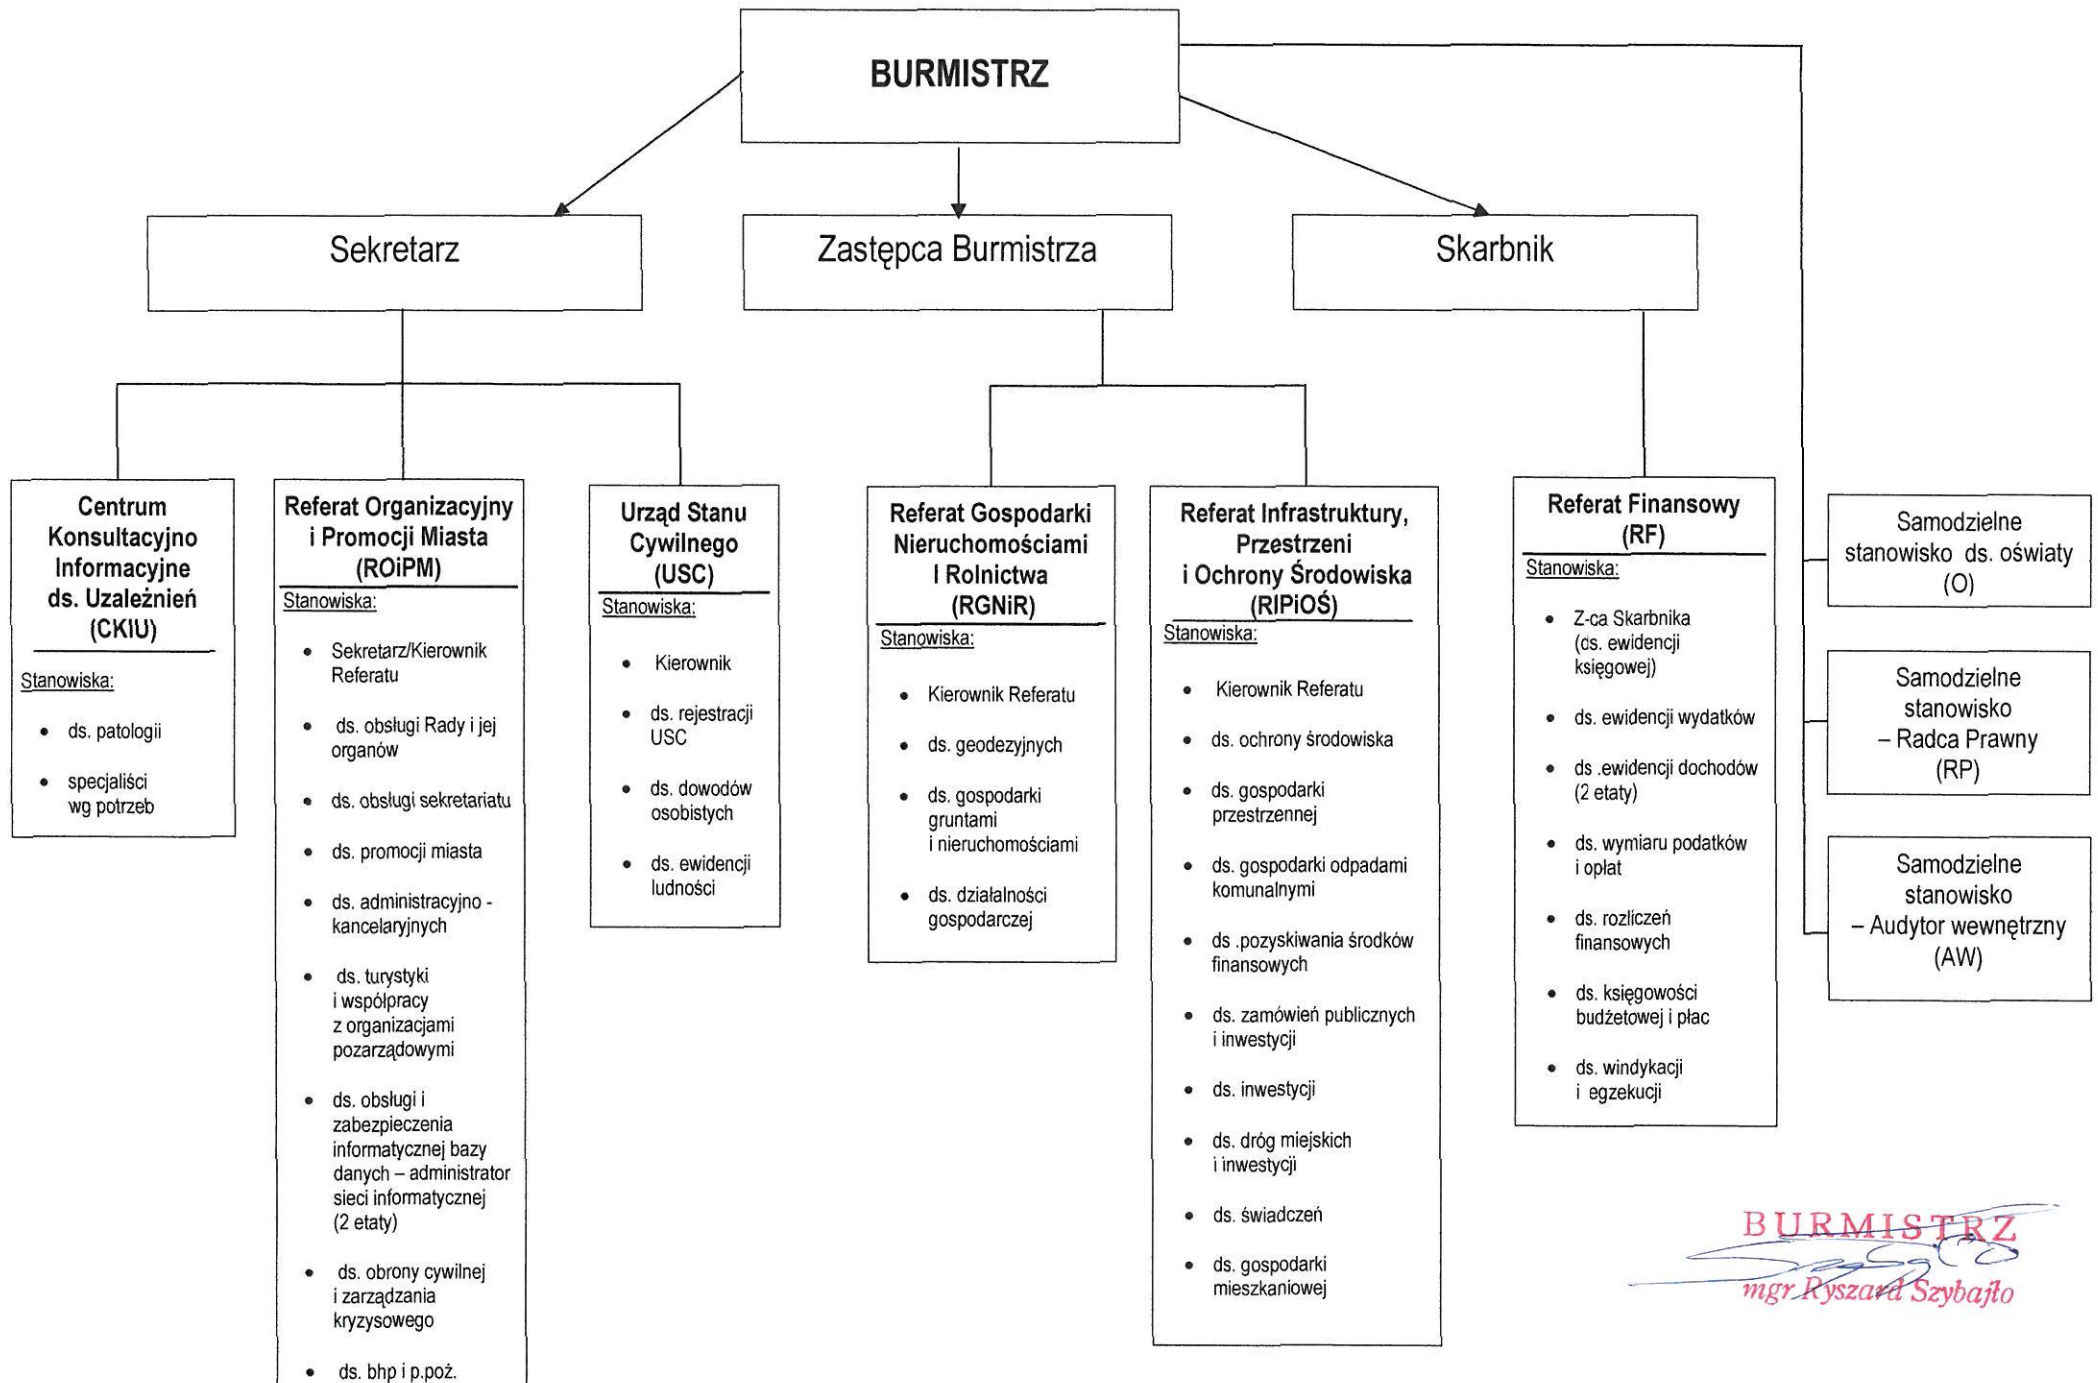 BURMISTRZ
Sekretarz
Zastępca Burmistrza
Skarbnik
Centrum
Konsultacyjno
Informacyjne
ds. Uzależnień
(CKIU)
Stanowiska:
• ds. patologii
• specjaliści
wg potrzeb
Referat Organizacyjny
i Promocji Miasta
(ROiPM)
Stanowiska:
• Sekretarz/Kierownik
Referatu
• ds. obsługi Rady i jej
organów
• ds. obsługi sekretariatu
• ds. promocji miasta
• ds. administracyjno -
kancelaryjnych
• ds. turystyki
i współpracy
z organizacjami
pozarządowymi
• ds. obsługi i
zabezpieczenia
informatycznej bazy
danych – administrator
sieci informatycznej
(2 etaty)
• ds. obrony cywilnej
i zarządzania
kryzysowego
• ds. bhp i p.poż.
Urząd Stanu
Cywilnego
(USC)
Stanowiska:
• Kierownik
• ds. rejestracji
USC
• ds. dowodów
osobistych
• ds. ewidencji
ludności
Referat Gospodarki
Nieruchomościami
I Rolnictwa
(RGNiR)
Stanowiska:
• Kierownik Referatu
• ds. geodezyjnych
• ds. gospodarki
gruntami
i nieruchomościami
• ds. działalności
gospodarczej
Referat Infrastruktury,
Przestrzeni
i Ochrony Środowiska
(RIPiOŚ)
Stanowiska:
• Kierownik Referatu
• ds. ochrony środowiska
• ds. gospodarki
przestrzennej
• ds. gospodarki odpadami
komunalnymi
• ds .pozyskiwania środków
finansowych
• ds. zamówień publicznych
i inwestycji
• ds. inwestycji
• ds. dróg miejskich
i inwestycji
• ds. świadczeń
• ds. gospodarki
mieszkaniowej
Referat Finansowy
(RF)
Stanowiska:
• Z-ca Skarbnika
(ds. ewidencji
księgowej)
• ds. ewidencji wydatków
• ds .ewidencji dochodów
(2 etaty)
• ds. wymiaru podatków
i opłat
• ds. rozliczeń
finansowych
• ds. księgowości
budżetowej i płac
• ds. windykacji
i egzekucji
Samodzielne
stanowisko ds. oświaty
(O)
Samodzielne
stanowisko
– Radca Prawny
(RP)
Samodzielne
stanowisko
– Audytor wewnętrzny
(AW)
BURMISTRZ
mgr Ryszard Szybajło